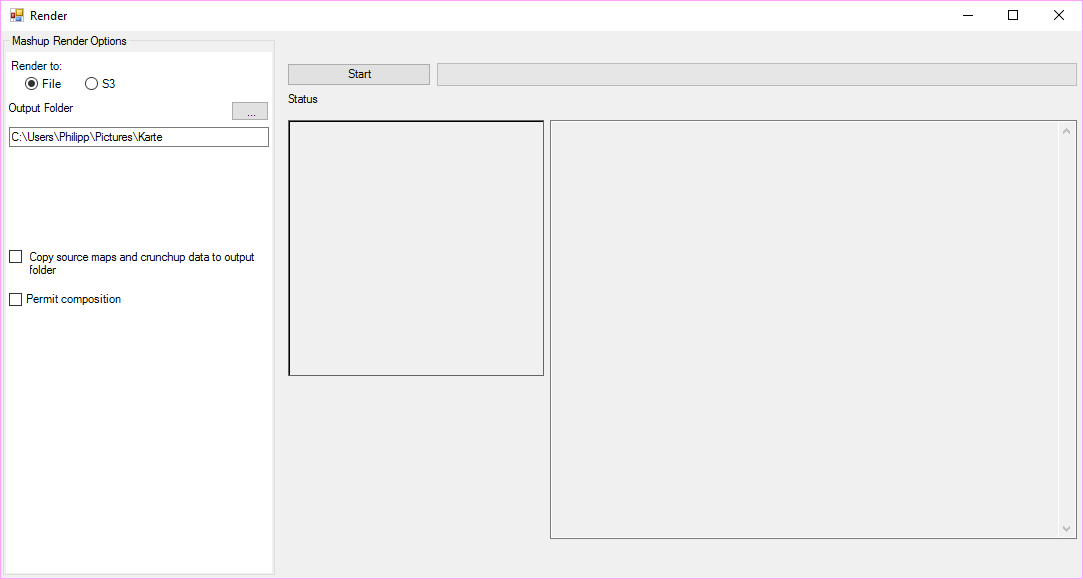 Render
Mashup Render Options
Render to:
File
S3
Output Folder
...
C:\Users\Philipp\Pictures\Karte
Copy source maps and crunchup data to output
folder
Permit composition
Start
Status